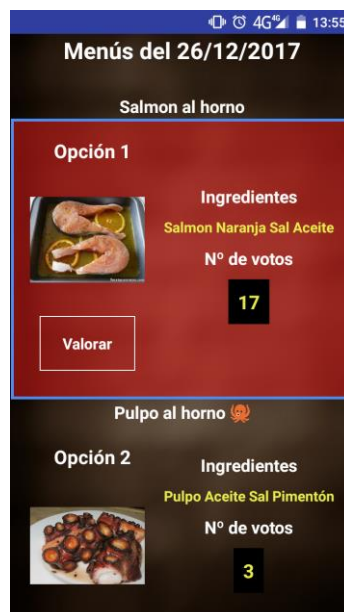 4G 4G 13:55
Menús del 26/12/2017
Salmon al horno
Opción 1
Ingredientes
Salmon Naranja Sal Aceite
Nº de votos
17
Valorar
Pulpo al horno 🐙
Opción 2
Ingredientes
Pulpo Aceite Sal Pimentón
Nº de votos
3